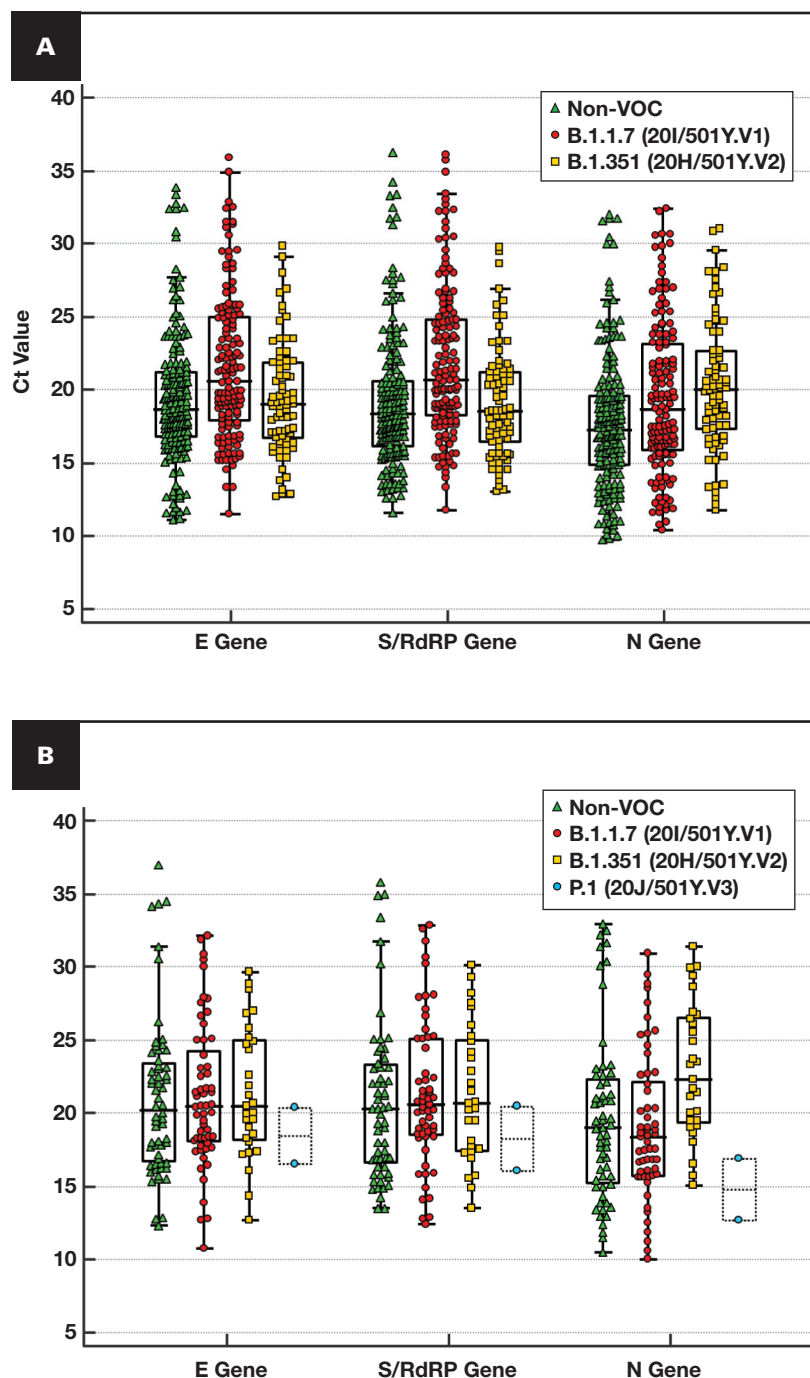 A
40
35
30
25
20
15
10
5
Ct Value
Non-VOC
B.1.1.7 (20I/501Y.V1)
B.1.351 (20H/501Y.V2)
E Gene
S/RdRP Gene
N Gene
B
40
35
30
25
20
15
10
5
Non-VOC
B.1.1.7 (20I/501Y.V1)
B.1.351 (20H/501Y.V2)
P.1 (20J/501Y.V3)
E Gene
S/RdRP Gene
N Gene